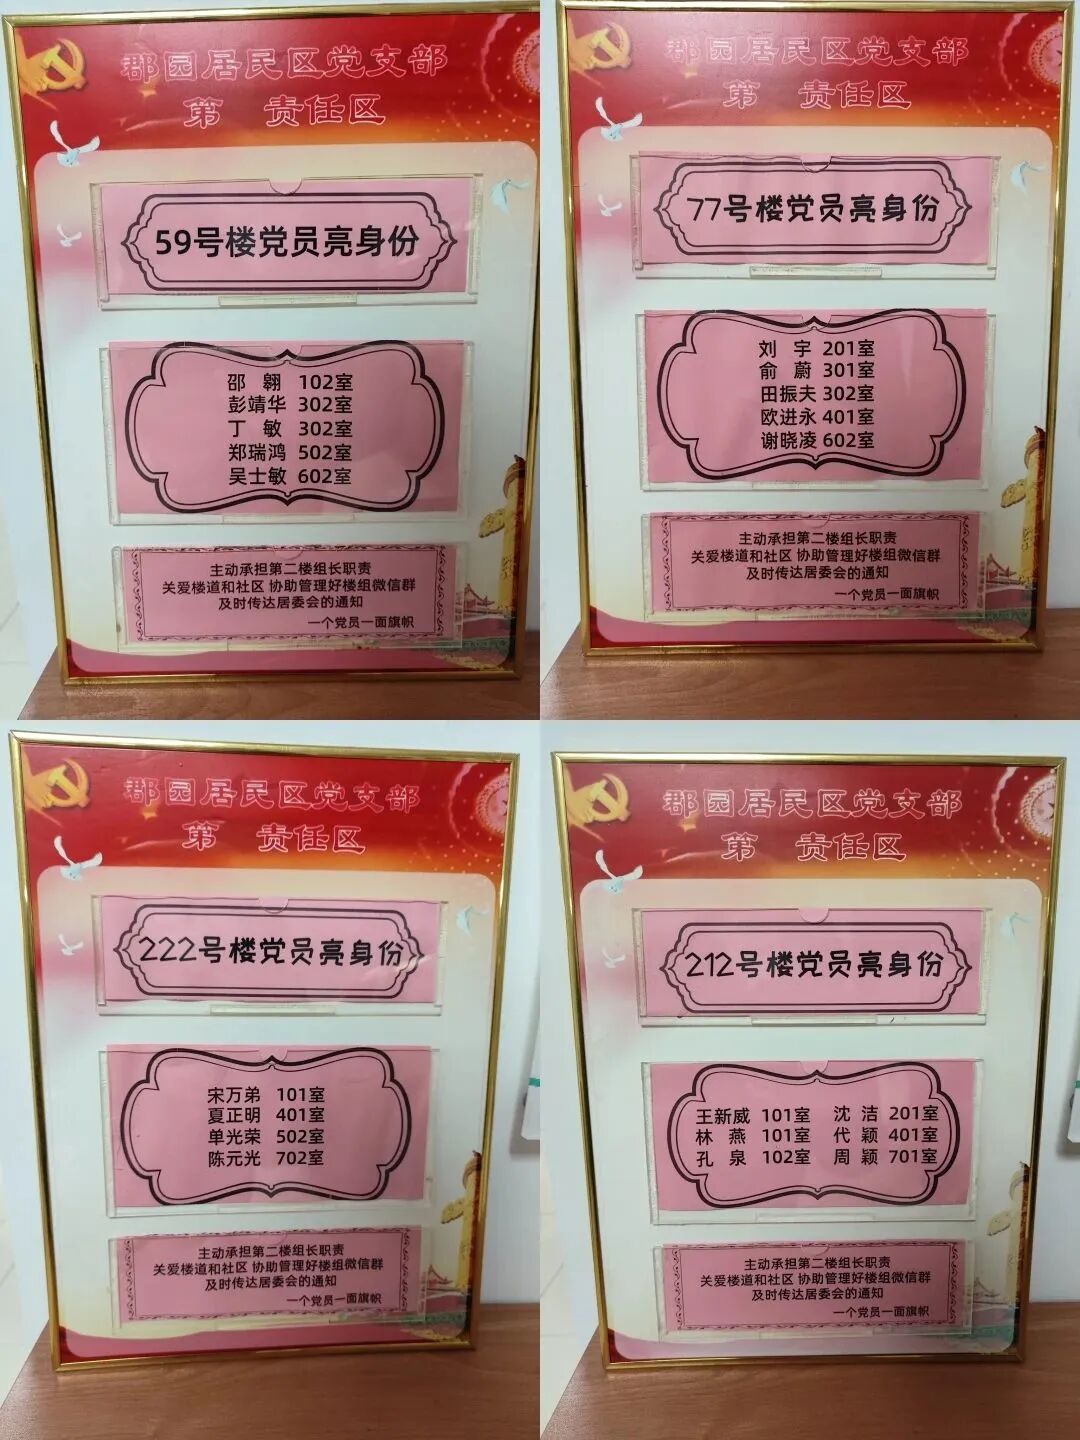 郡园居民区党支部
第 责任区
59号楼党员亮身份
邵 翱 102室
彭靖华 302室
丁 敏 302室
郑瑞鸿 502室
吴士敏 602室
主动承担第二楼组长职责
关爱楼道和社区 协助管理好楼组微信群
及时传达居委会的通知
一个党员一面旗帜
郡园居民区党支部
第 责任区
77号楼党员亮身份
刘 宇 201室
俞 蔚 301室
田振夫 302室
欧进永 401室
谢晓凌 602室
主动承担第二楼组长职责
关爱楼道和社区 协助管理好楼组微信群
及时传达居委会的通知
一个党员一面旗帜
郡园居民区党支部
第 责任区
222号楼党员亮身份
宋万弟 101室
夏正明 401室
单光荣 502室
陈元光 702室
主动承担第二楼组长职责
关爱楼道和社区 协助管理好楼组微信群
及时传达居委会的通知
一个党员一面旗帜
郡园居民区党支部
第 责任区
212号楼党员亮身份
王新威 101室 沈 洁 201室
林 燕 101室 代 颖 401室
孔 泉 102室 周 颖 701室
主动承担第二楼组长职责
关爱楼道和社区 协助管理好楼组微信群
及时传达居委会的通知
一个党员一面旗帜